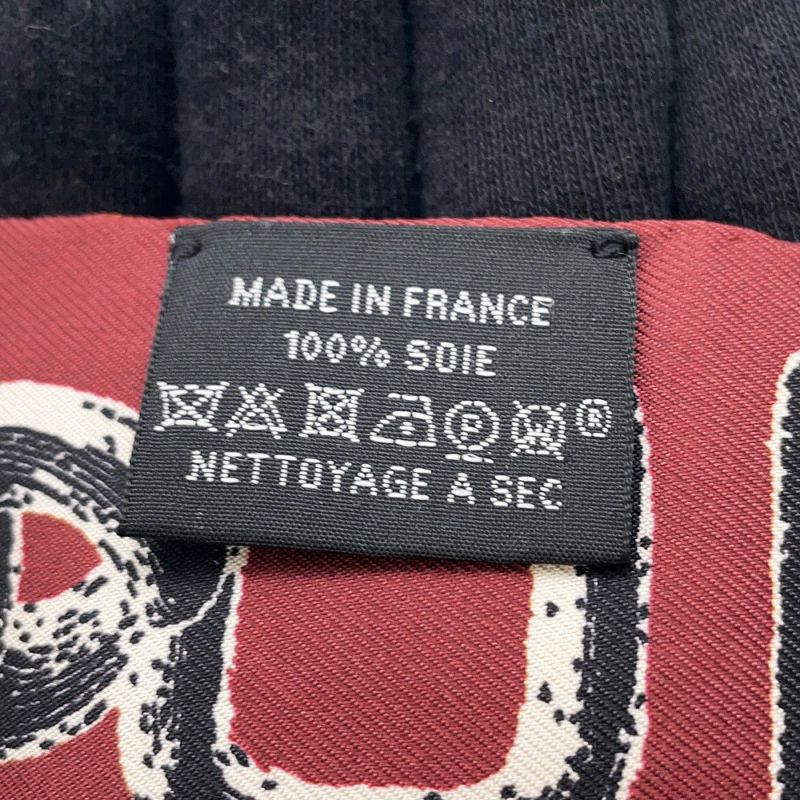 MADE IN FRANCE
100% SOIE
P W ®
NETTOYAGE A SEC